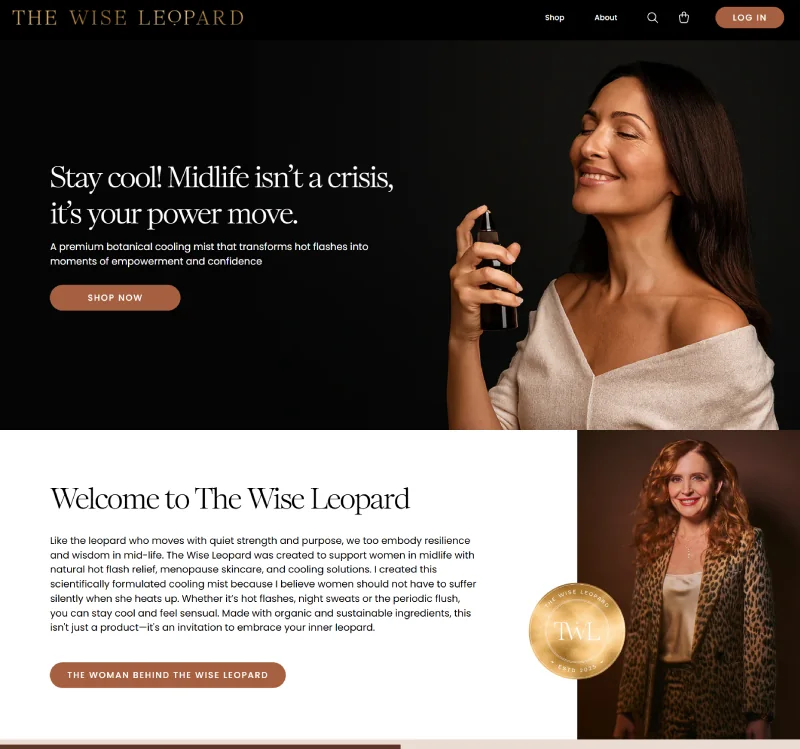 THE WISE LEOPARD
Shop
About
LOG IN
Stay cool! Midlife isn’t a crisis,
it’s your power move.
A premium botanical cooling mist that transforms hot flashes into
moments of empowerment and confidence
SHOP NOW
Welcome to The Wise Leopard
Like the leopard who moves with quiet strength and purpose, we too embody resilience
and wisdom in mid-life. The Wise Leopard was created to support women in midlife with
natural hot flash relief, menopause skincare, and cooling solutions. I created this
scientifically formulated cooling mist because I believe women should not have to suffer
silently when she heats up. Whether it’s hot flashes, night sweats or the periodic flush,
you can stay cool and feel sensual. Made with organic and sustainable ingredients, this
isn't just a product—it's an invitation to embrace your inner leopard.
THE WOMAN BEHIND THE WISE LEOPARD
THE WISE LEOPARD
TWL
ESTD 2025